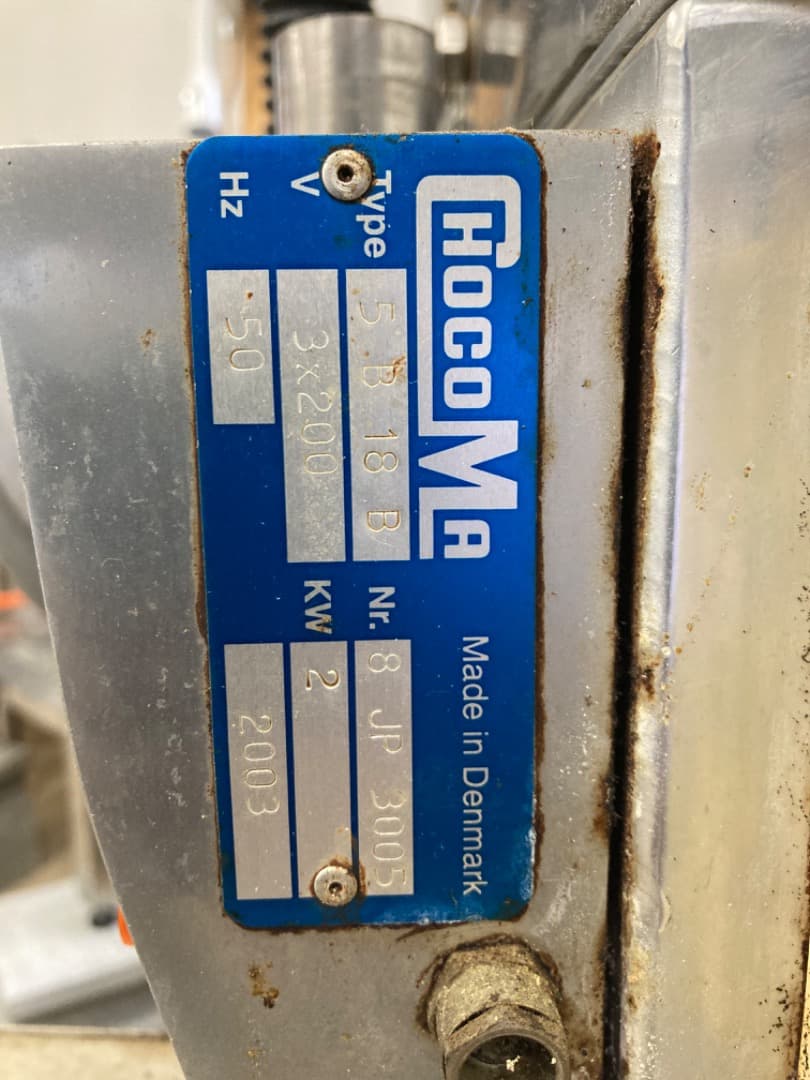 CHOCOMA Made in Denmark
Type 5 B 18 B Nr. 8 JP 3005
V 3x200 KW 2
Hz 50 2003